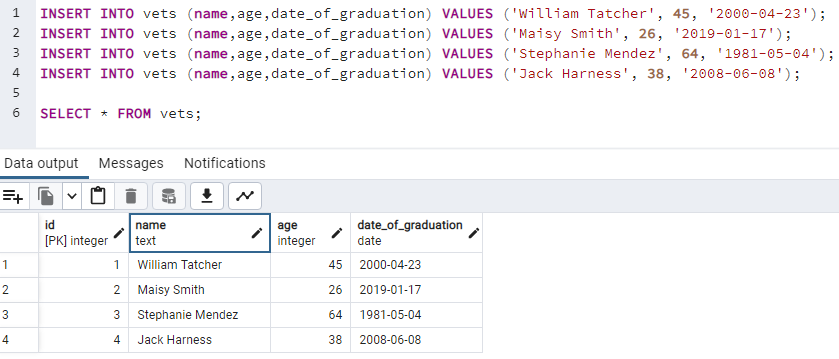 1 INSERT INTO vets (name,age,date_of_graduation) VALUES ('William Tatcher', 45, '2000-04-23');
2 INSERT INTO vets (name,age,date_of_graduation) VALUES ('Maisy Smith', 26, '2019-01-17');
3 INSERT INTO vets (name,age,date_of_graduation) VALUES ('Stephanie Mendez', 64, '1981-05-04');
4 INSERT INTO vets (name,age,date_of_graduation) VALUES ('Jack Harness', 38, '2008-06-08');
5
6 SELECT * FROM vets;
Data output Messages Notifications
id name age date_of_graduation
[PK] integer text integer date
1 1 William Tatcher 45 2000-04-23
2 2 Maisy Smith 26 2019-01-17
3 3 Stephanie Mendez 64 1981-05-04
4 4 Jack Harness 38 2008-06-08